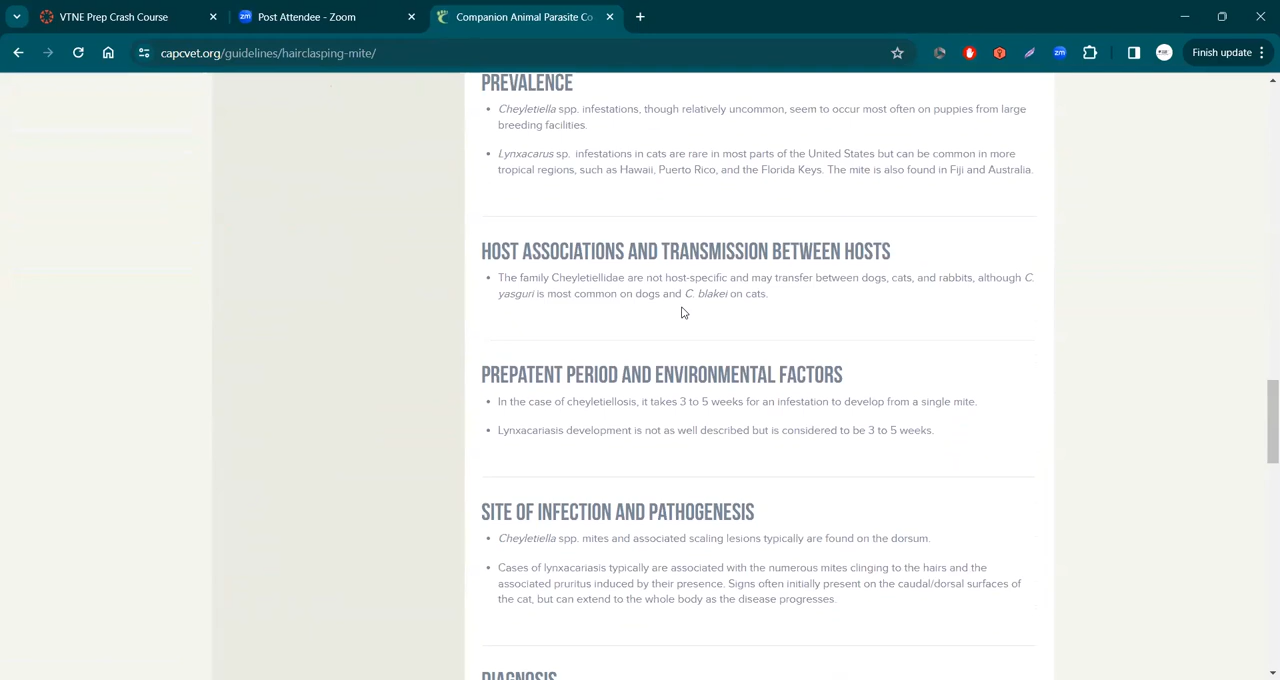 VTNE Prep Crash Course
Post Attendee - Zoom
Companion Animal Parasite Co
capcvet.org/guidelines/hairclasping-mite/
zm
Finish update
PREVALENCE
Cheyletiella spp. infestations, though relatively uncommon, seem to occur most often on puppies from large
breeding facilities.
Lynxacarus sp. infestations in cats are rare in most parts of the United States but can be common in more
tropical regions, such as Hawaii, Puerto Rico, and the Florida Keys. The mite is also found in Fiji and Australia.
HOST ASSOCIATIONS AND TRANSMISSION BETWEEN HOSTS
The family Cheyletiellidae are not host-specific and may transfer between dogs, cats, and rabbits, although C.
yasguri is most common on dogs and C. blakei on cats.
PREPATENT PERIOD AND ENVIRONMENTAL FACTORS
In the case of cheyletiellosis, it takes 3 to 5 weeks for an infestation to develop from a single mite.
Lynxacariasis development is not as well described but is considered to be 3 to 5 weeks.
SITE OF INFECTION AND PATHOGENESIS
Cheyletiella spp. mites and associated scaling lesions typically are found on the dorsum.
Cases of lynxacariasis typically are associated with the numerous mites clinging to the hairs and the
associated pruritus induced by their presence. Signs often initially present on the caudal/dorsal surfaces of
the cat, but can extend to the whole body as the disease progresses.
DIAGNOSIS